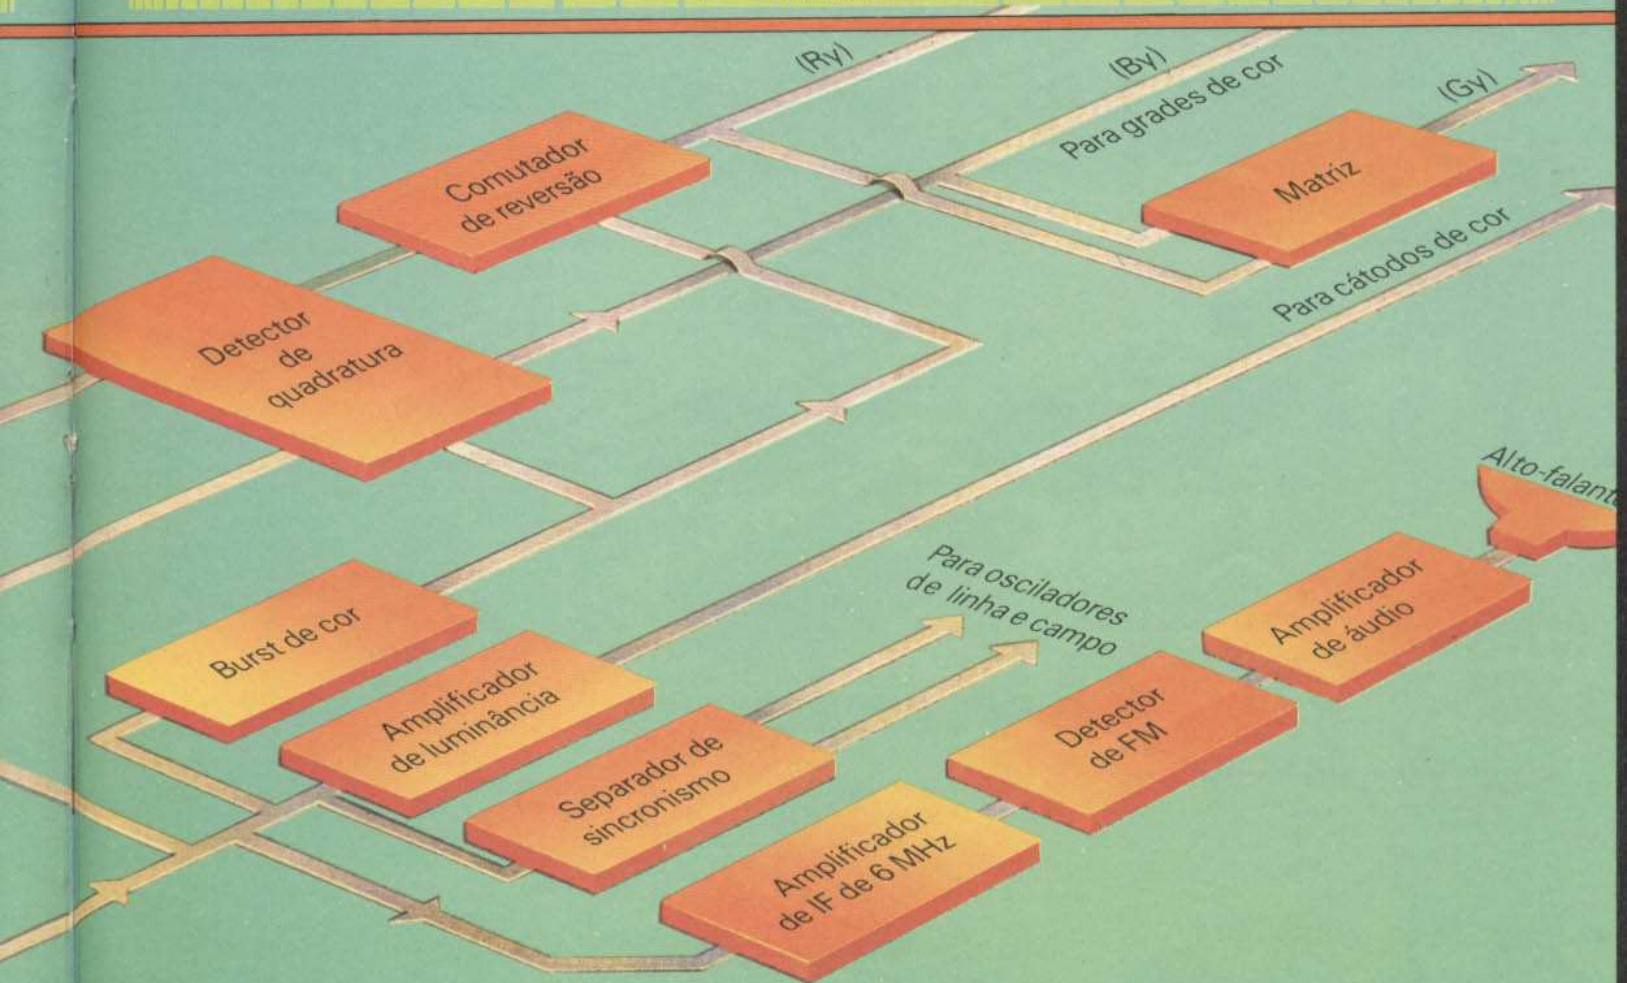 (Ry)
(By)
Para grades de cor
(Gy)
Comutador
de reversão
Matriz
Para cátodos de cor
Detector
de
quadratura
Alto-falante
Para osciladores
de linha e campo
Amplificador
de áudio
Burst de cor
Amplificador
de luminância
Detector
de FM
Separador de
sincronismo
Amplificador
de IF de 6 MHz